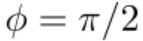 ϕ = π/2